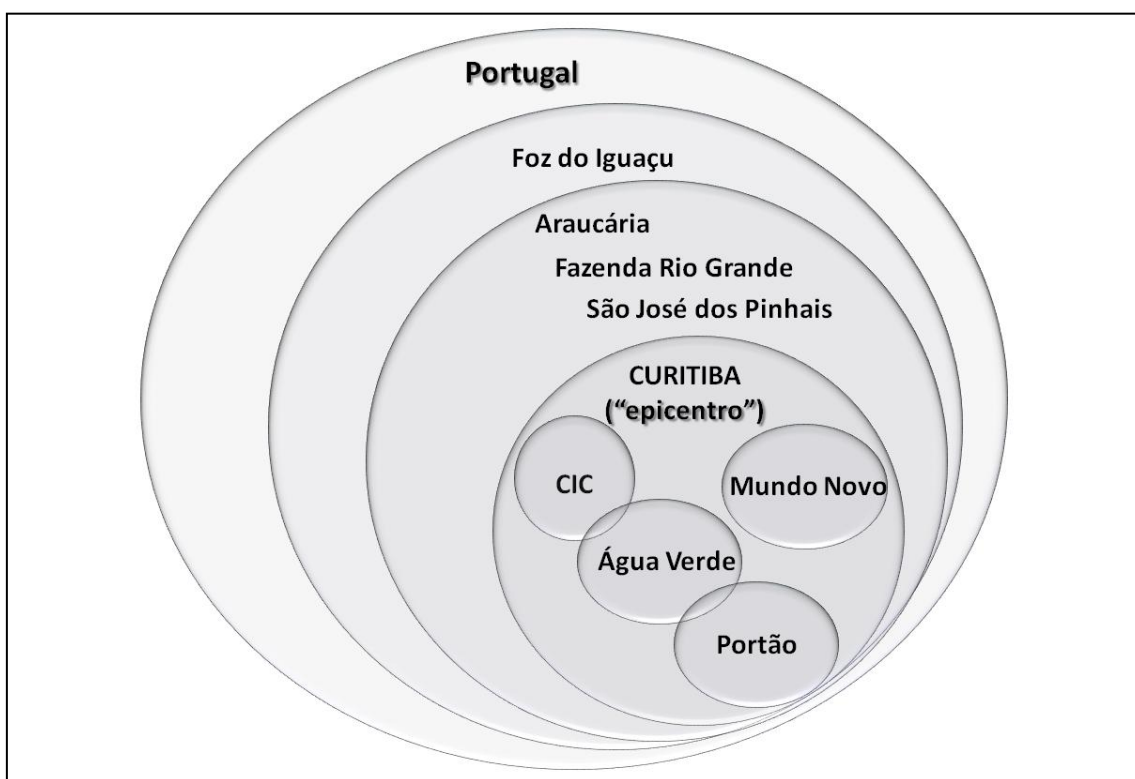 Portugal
Foz do Iguaçu
Araucária
Fazenda Rio Grande
São José dos Pinhais
CURITIBA
(“epicentro”)
CIC
Mundo Novo
Água Verde
Portão